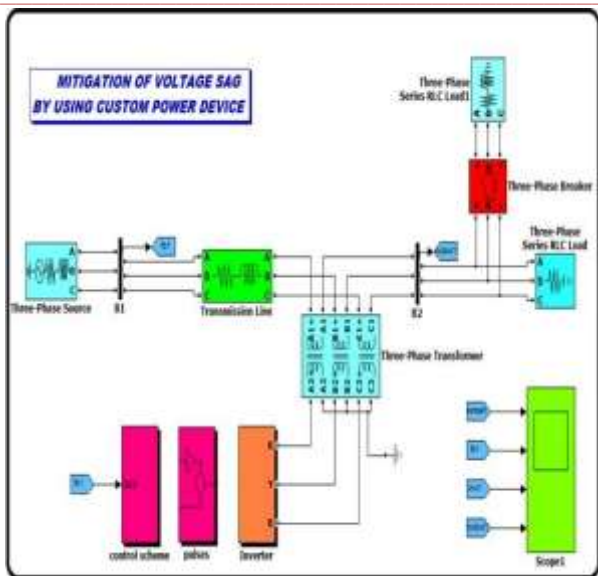 MITIGATION OF VOLTAGE SAG
BY USING CUSTOM POWER DEVICE
Three-Phase
Series RLC Load1
A B C
Three-Phase Breaker
Three-Phase
Series RLC Load
A
B
C
A
B
C
Three-Phase Source
B1
A
B
C
A
B
C
Transmission Line
B2
Three-Phase Transformer
control scheme
pulses
Inverter
Scope1